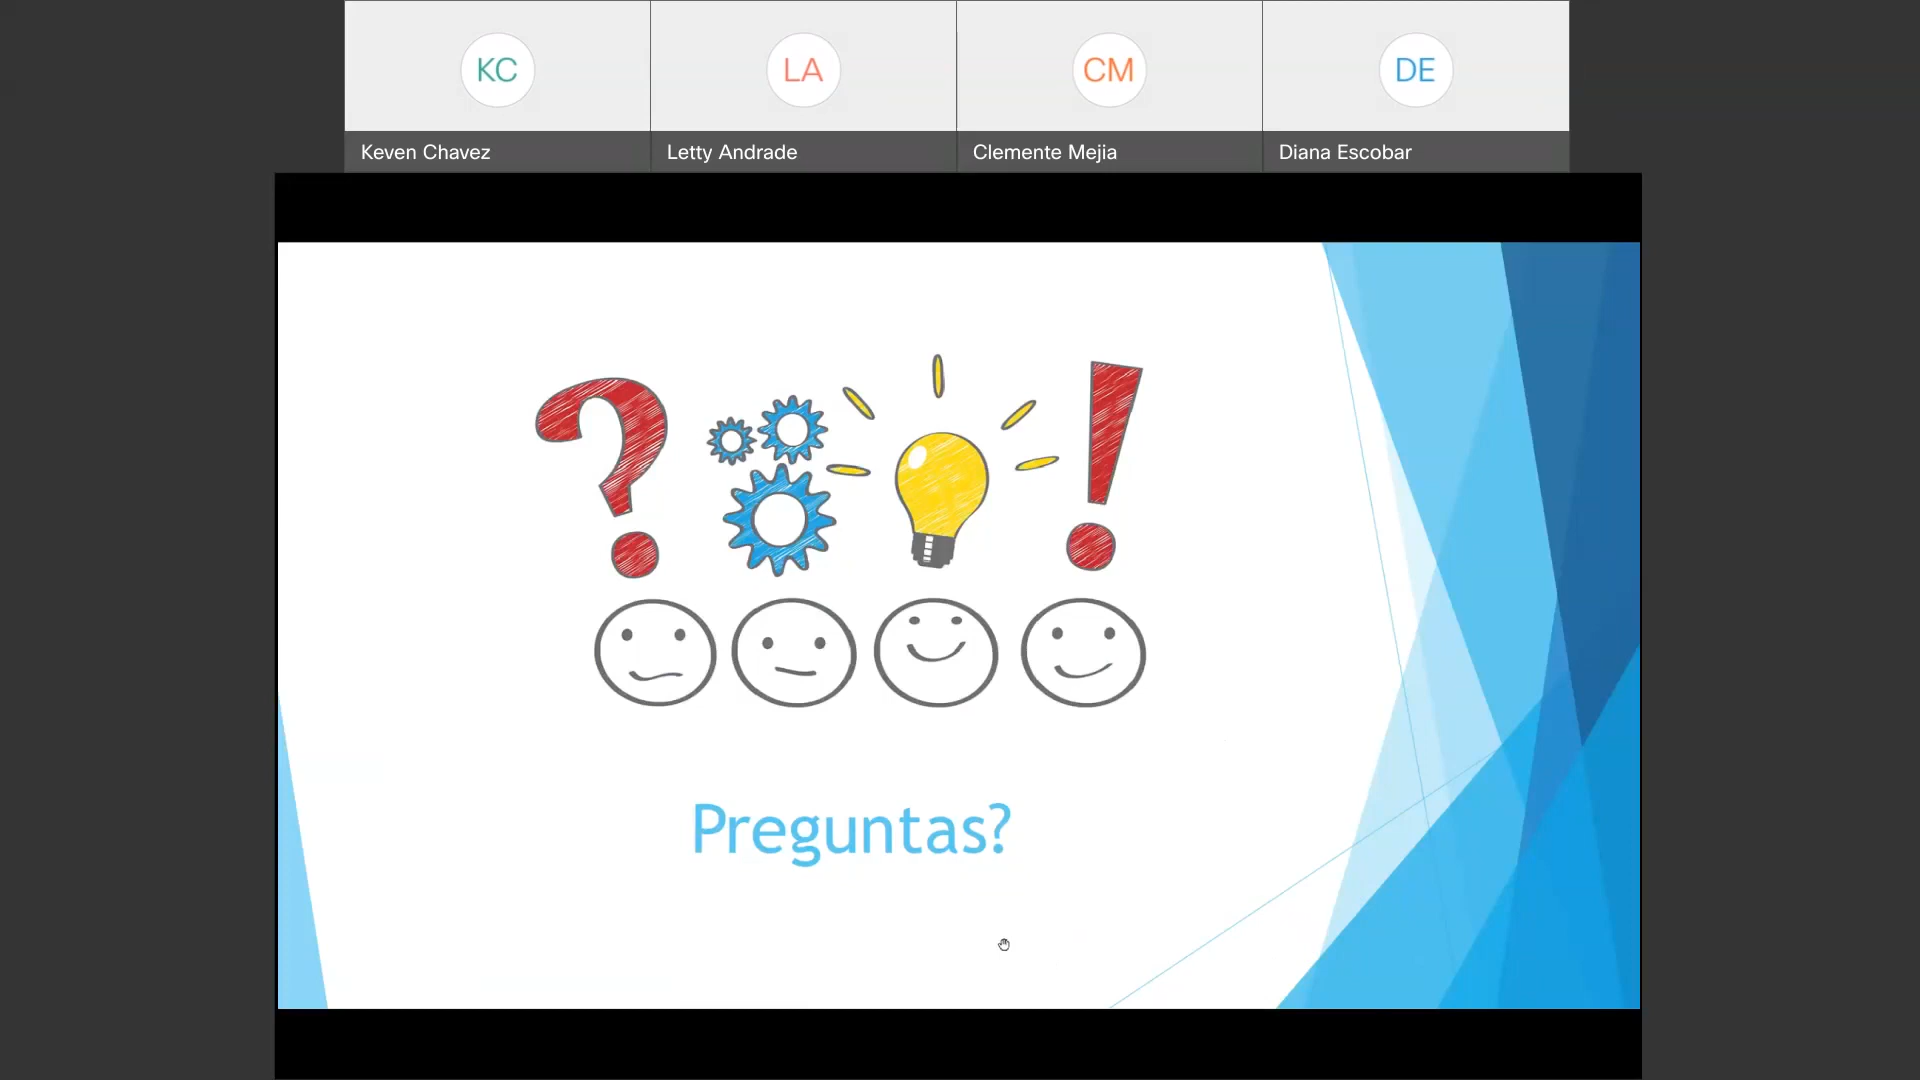 KC
LA
CM
DE
Keven Chavez
Letty Andrade
Clemente Mejia
Diana Escobar
? !
Preguntas?